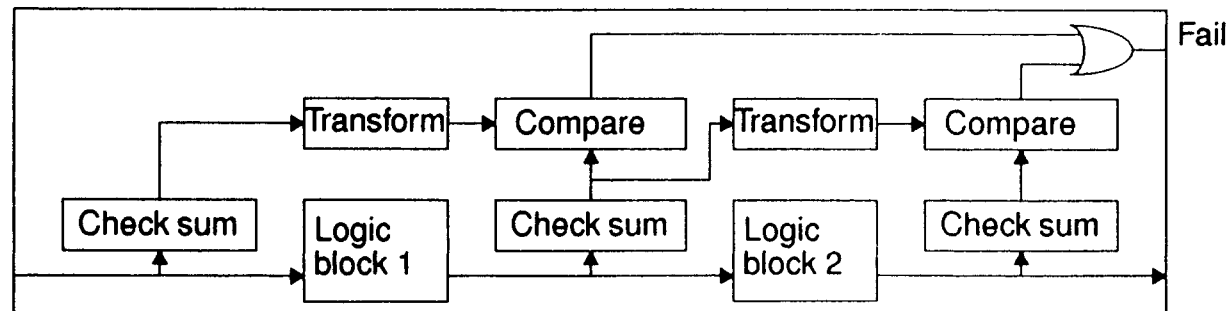 Fail
Transform
Compare
Transform
Compare
Check sum
Logic
block 1
Check sum
Logic
block 2
Check sum